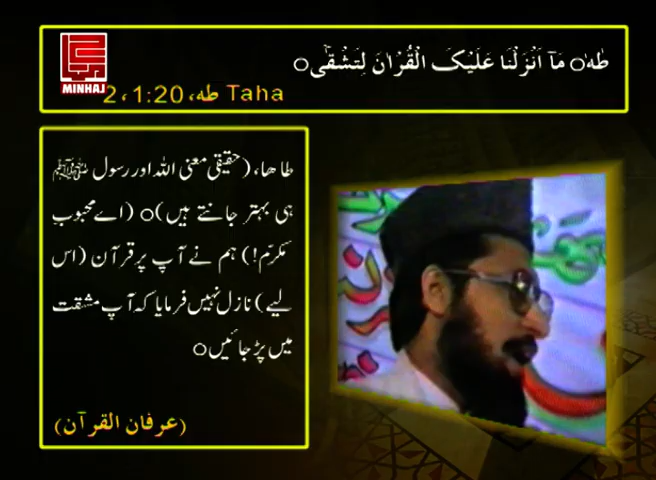 طٰهٰ۝ مَآ اَنْزَلْنَا عَلَیْکَ الْقُرْاٰنَ لِتَشْقٰٓی۝
Taha طه، 1:20، 2
MINHAJ
طا ھا، (حقیقی معنی اللہ اور رسول ﷺ
ہی بہتر جانتے ہیں)۝ (اے محبوبِ
مکرّم!) ہم نے آپ پر قرآن (اس
لیے) نازل نہیں فرمایا کہ آپ مشقت
میں پڑ جائیں۝
(عرفان القرآن)